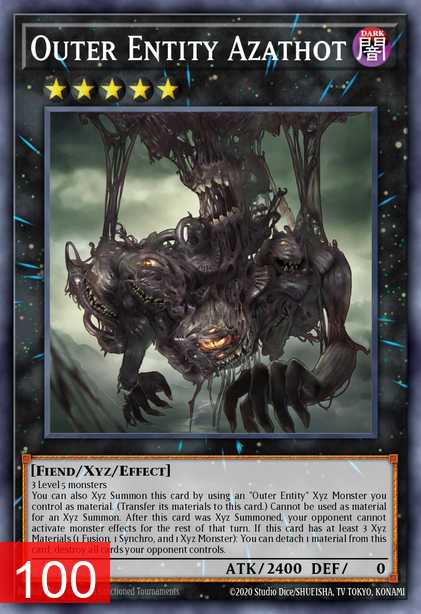 OUTER ENTITY AZATHOT
DARK
闇
[FIEND/XYZ/EFFECT]
3 Level 5 monsters
You can also Xyz Summon this card by using an "Outer Entity" Xyz Monster you
control as material. (Transfer its materials to this card.) Cannot be used as material
for an Xyz Summon. After this card was Xyz Summoned, your opponent cannot
activate monster effects for the rest of that turn. If this card has at least 3 Xyz
Materials (1 Fusion, 1 Synchro, and 1 Xyz Monster): You can detach 1 material from this
card; destroy all cards your opponent controls.
ATK/2400 DEF/ 0
100
Sanctioned Tournaments
©2020 Studio Dice/SHUEISHA, TV TOKYO, KONAMI